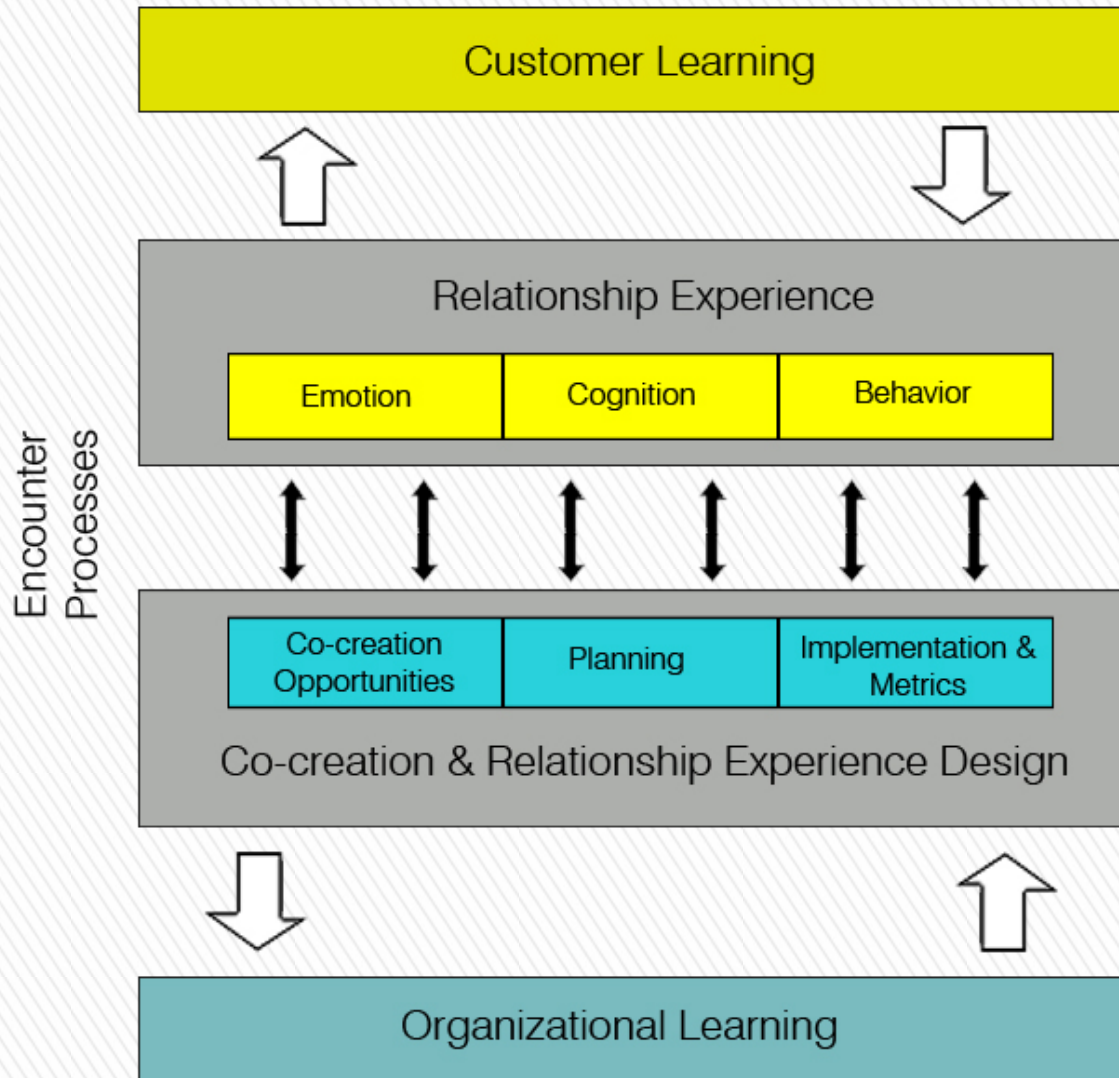 Customer Learning
Relationship Experience
Emotion
Cognition
Behavior
Encounter
Processes
Co-creation
Opportunities
Planning
Implementation &
Metrics
Co-creation & Relationship Experience Design
Organizational Learning